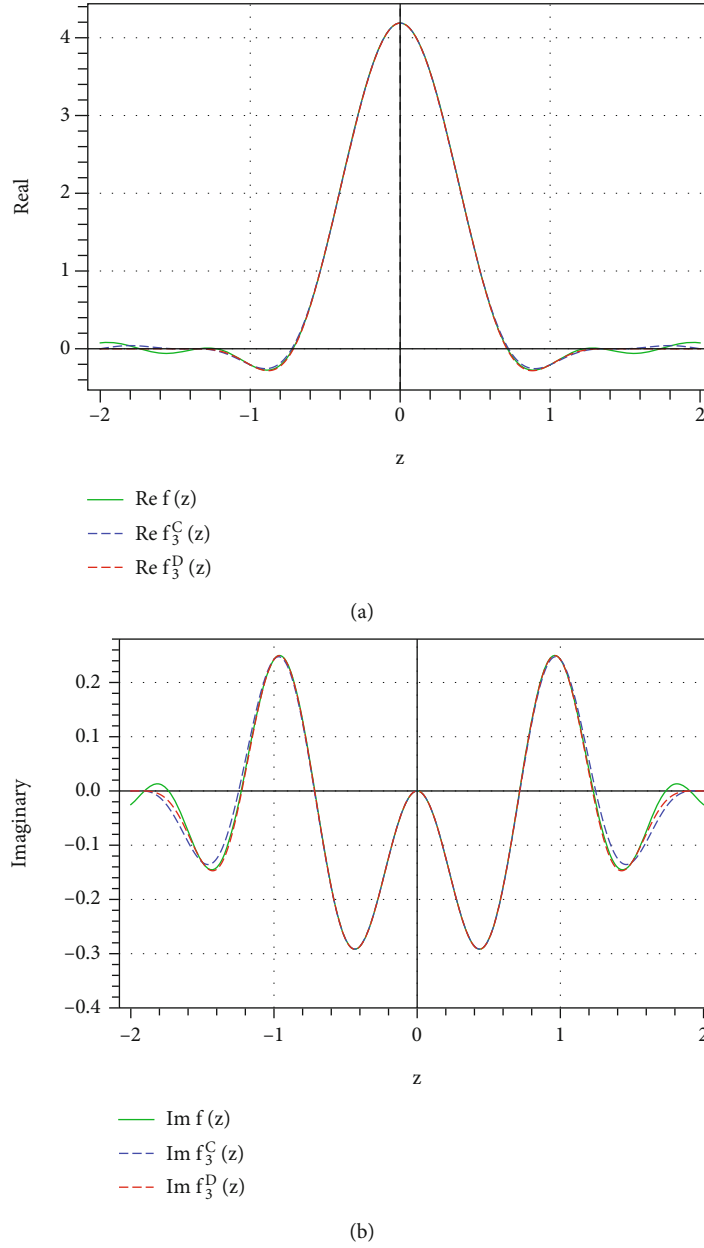 4
3
2
1
0
Real
−2
−1
0
1
2
z
Re f (z)
Re f₃ᶜ (z)
Re f₃ᴰ (z)
(a)
0.2
0.1
0.0
−0.1
−0.2
−0.3
−0.4
Imaginary
−2
−1
0
1
2
z
Im f (z)
Im f₃ᶜ (z)
Im f₃ᴰ (z)
(b)